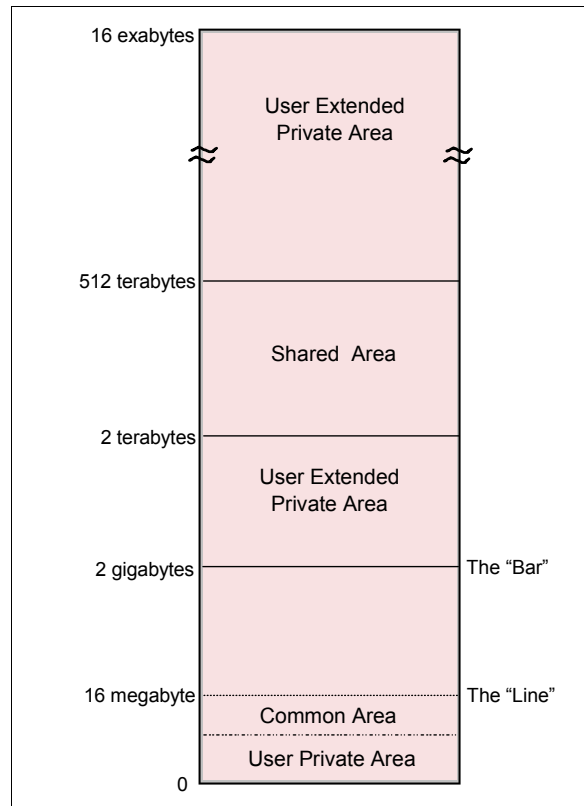 16 exabytes
User Extended
Private Area
512 terabytes
Shared Area
2 terabytes
User Extended
Private Area
2 gigabytes
The “Bar”
16 megabyte
The “Line”
Common Area
User Private Area
0